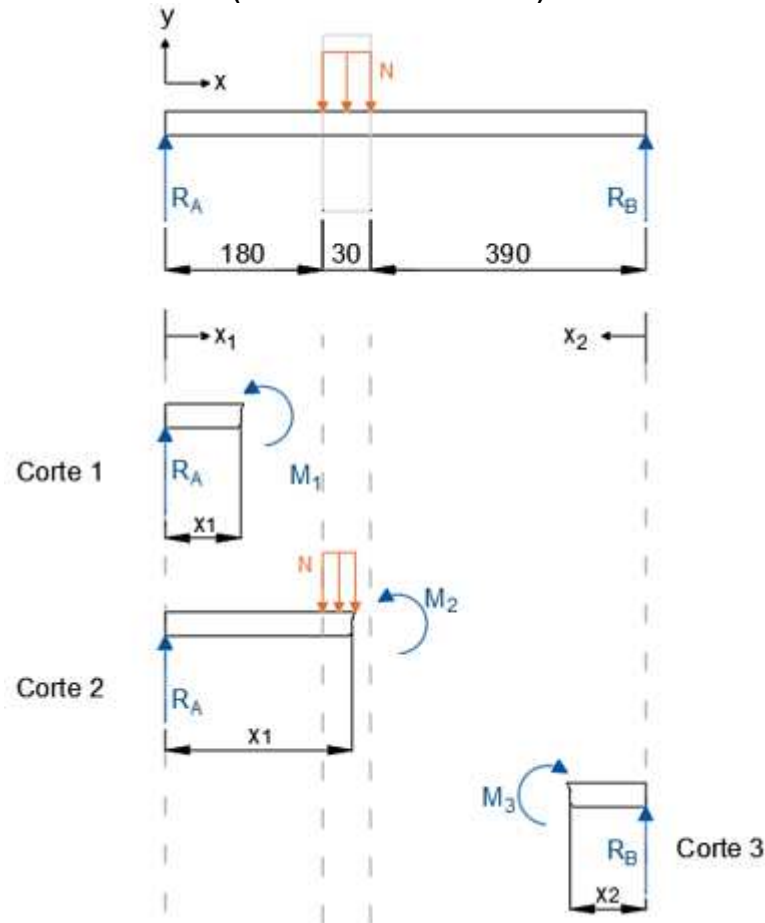 y
x
N
R_A
R_B
180 30 390
x_1
x_2
Corte 1
R_A
M_1
x1
N
M_2
Corte 2
R_A
x1
M_3
R_B
Corte 3
x2